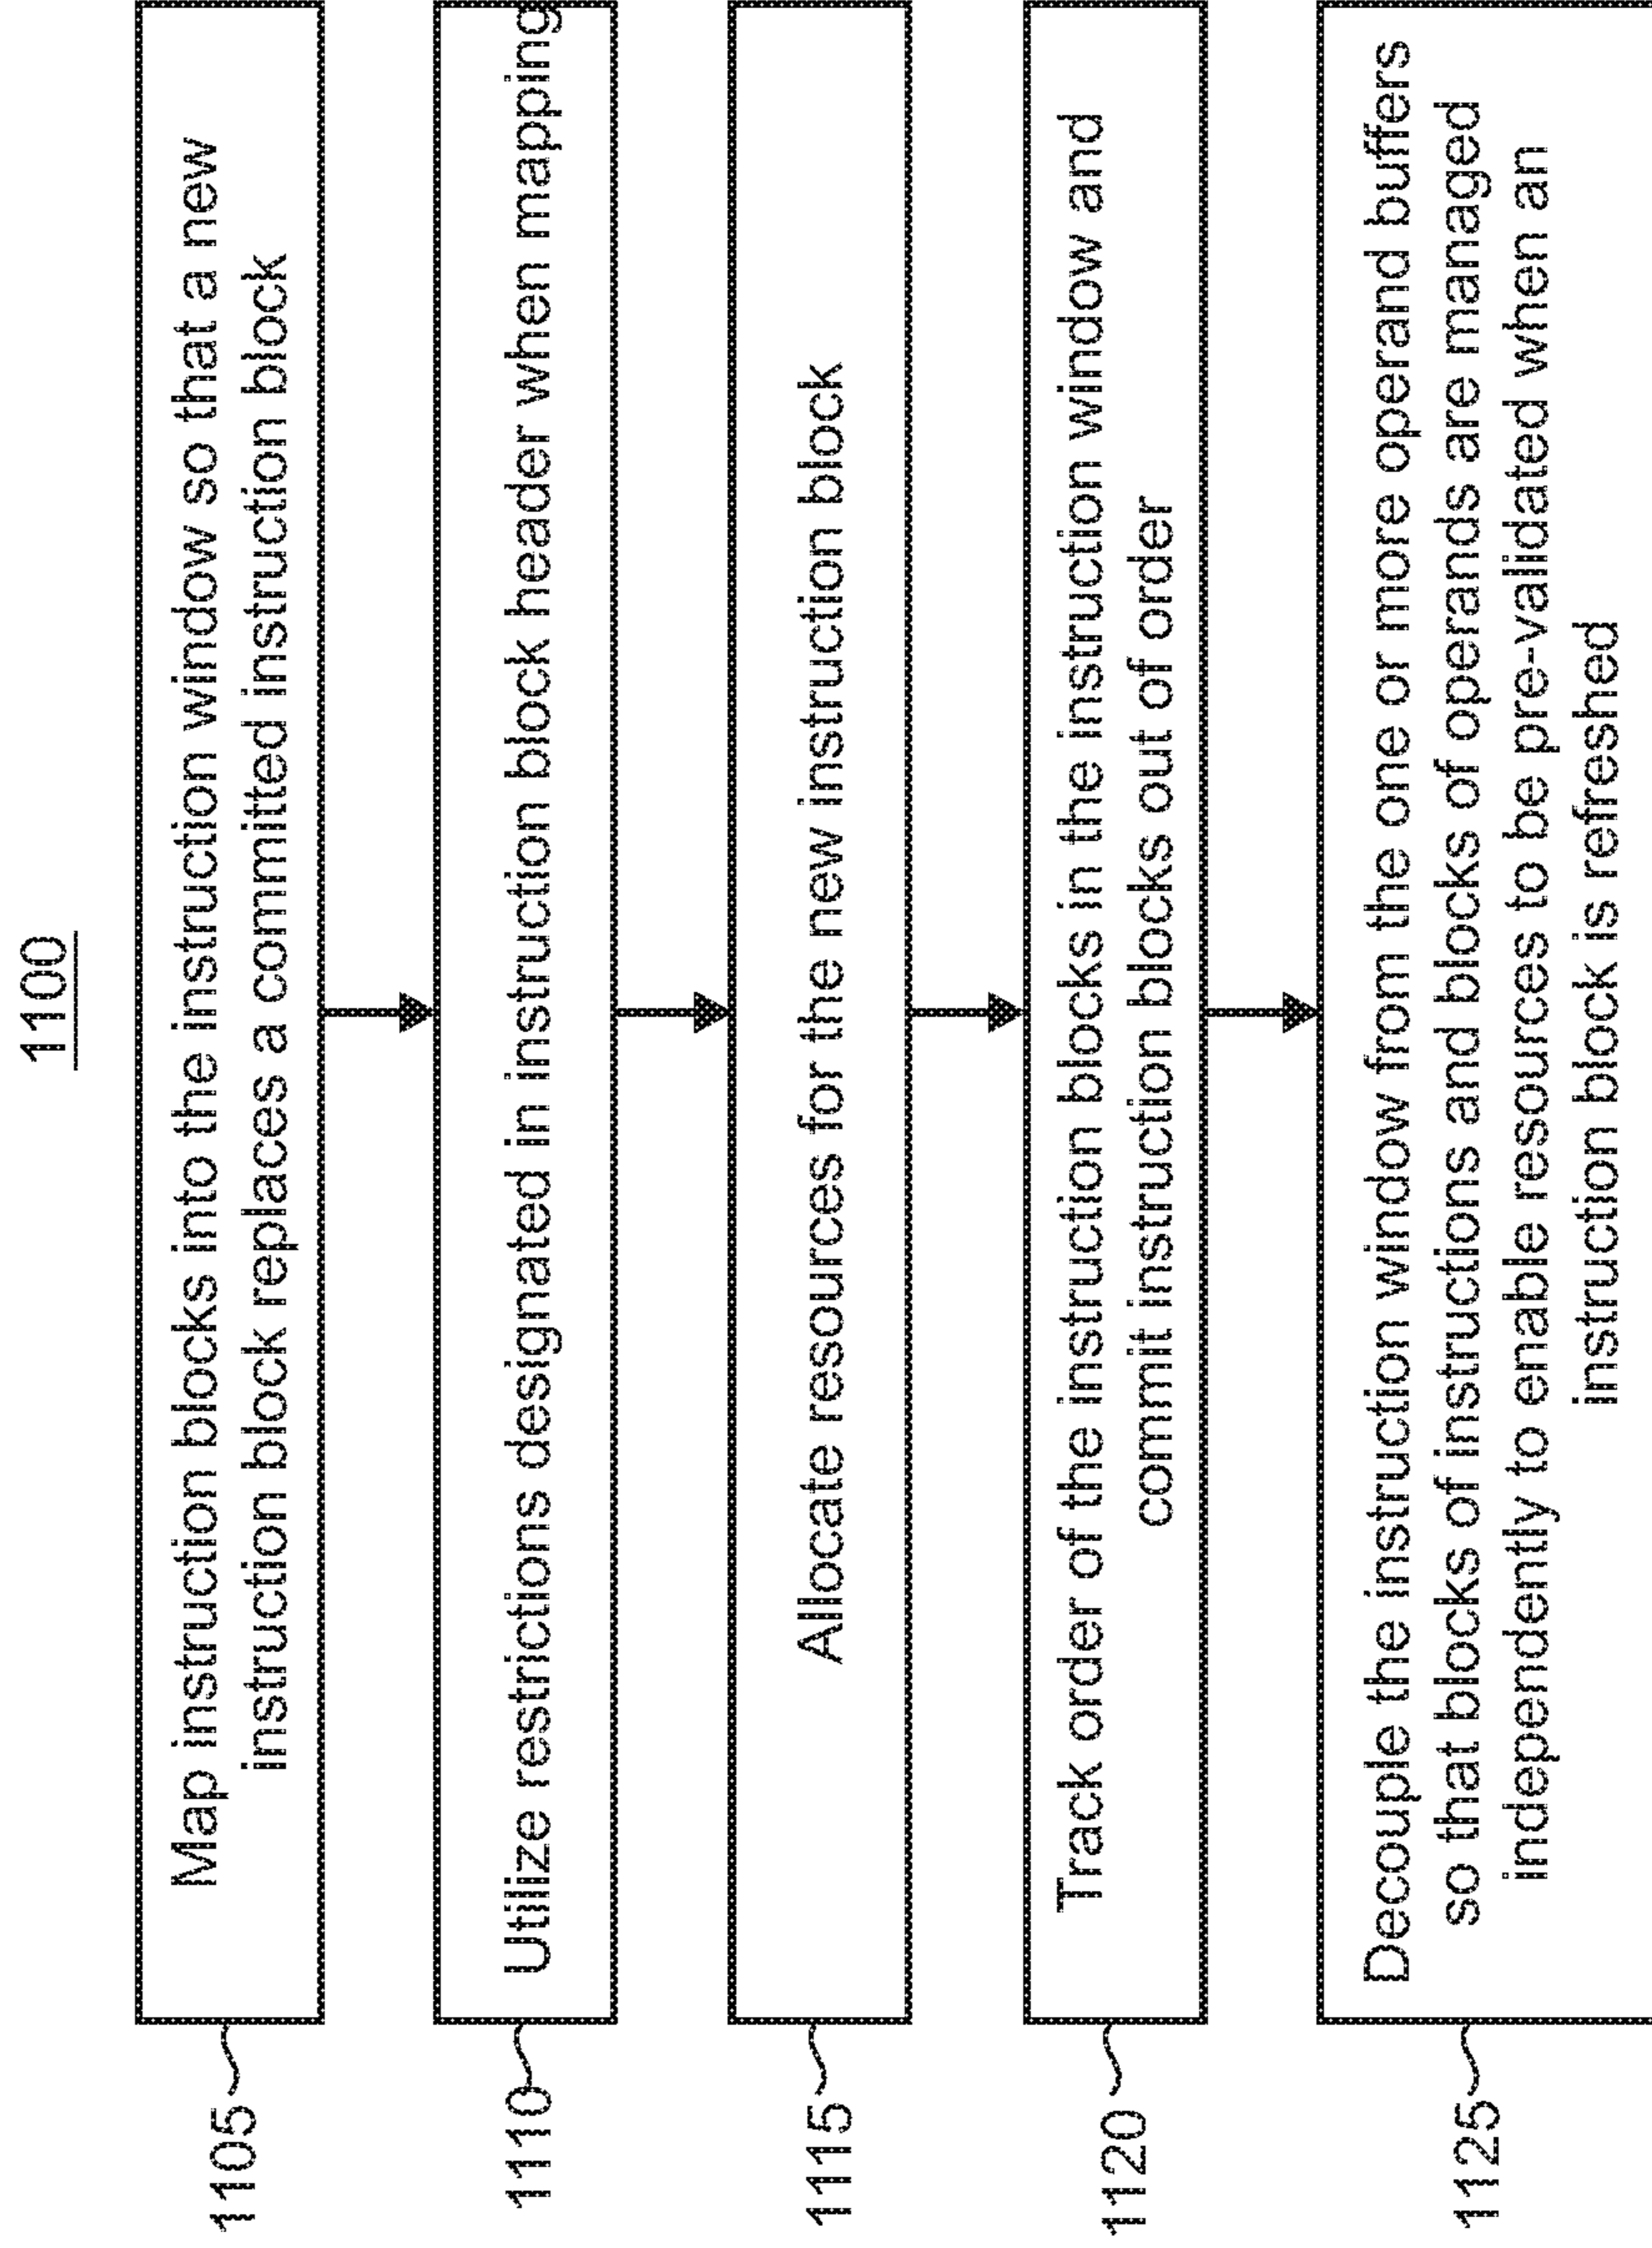 1100
1105
Map instruction blocks into the instruction window so that a new
instruction block replaces a committed instruction block
1110
Utilize restrictions designated in instruction block header when mapping
1115
Allocate resources for the new instruction block
1120
Track order of the instruction blocks in the instruction window and
commit instruction blocks out of order
1125
Decouple the instruction window from the one or more operand buffers
so that blocks of instructions and blocks of operands are managed
independently to enable resources to be pre-validated when an
instruction block is refreshed